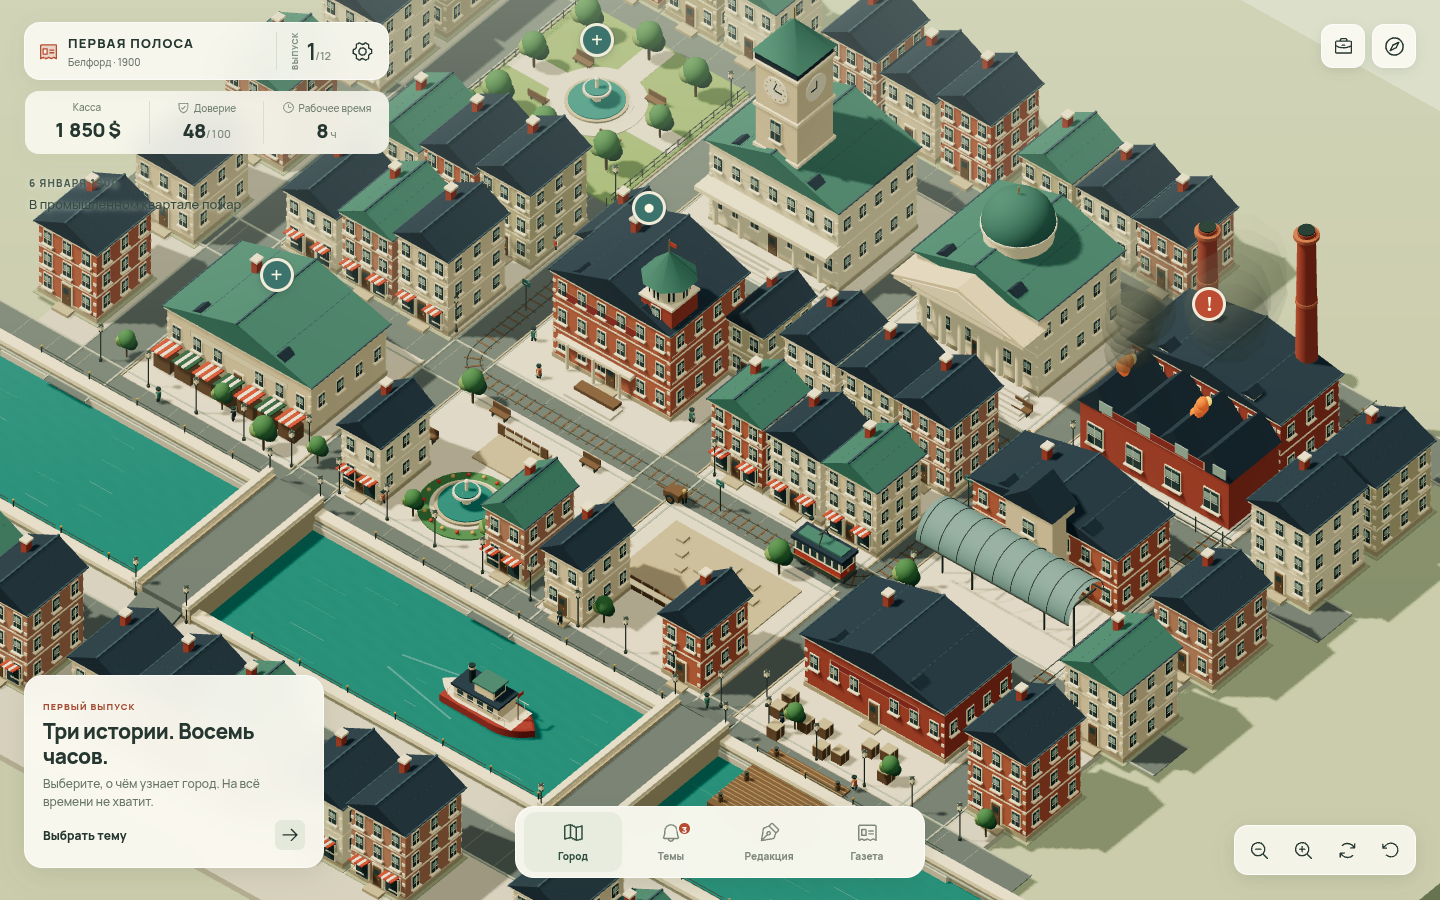 ПЕРВАЯ ПОЛОСА
Белфорд · 1900
ВЫПУСК
1/12
Касса
1 850 $
Доверие
48/100
Рабочее время
8 ч
6 ЯНВАРЯ
В промышленном квартале пожар
ПЕРВЫЙ ВЫПУСК
Три истории. Восемь
часов.
Выберите, о чём узнает город. На всё
времени не хватит.
Выбрать тему
Город
Темы
3
Редакция
Газета